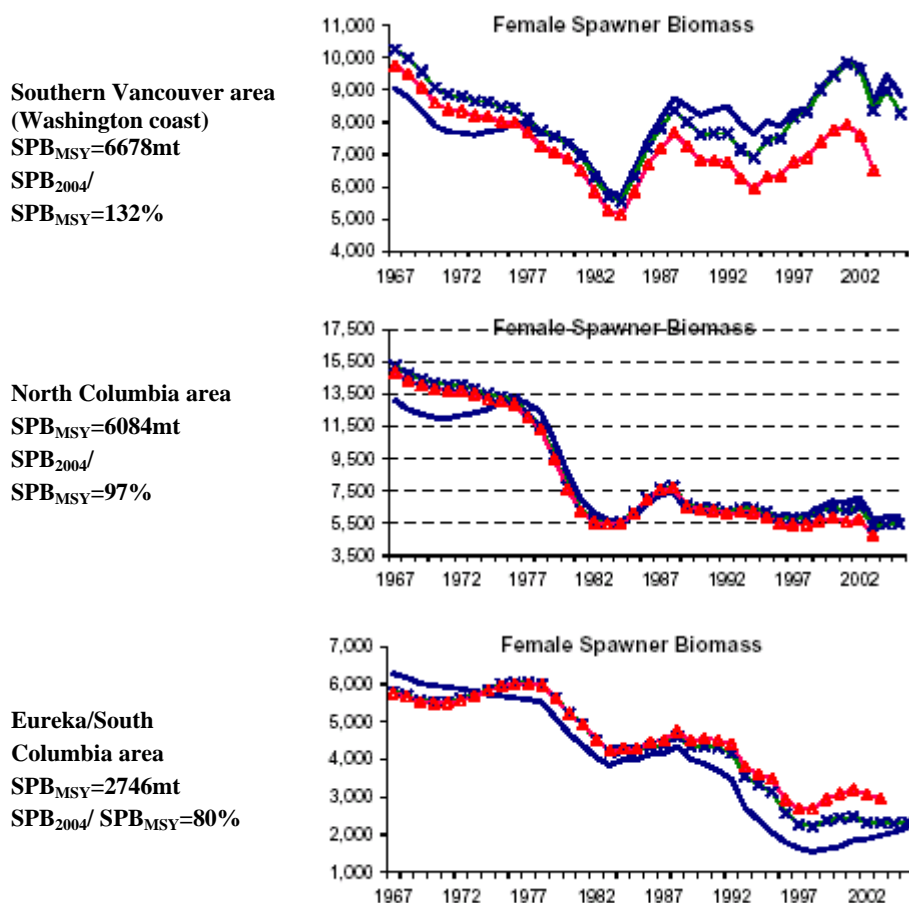 Southern Vancouver area
(Washington coast)
SPBMSY=6678mt
SPB2004/
SPBMSY=132%
Female Spawner Biomass
11,000
10,000
9,000
8,000
7,000
6,000
5,000
4,000
1967 1972 1977 1982 1987 1992 1997 2002
North Columbia area
SPBMSY=6084mt
SPB2004/
SPBMSY=97%
Female Spawner Biomass
17,500
15,500
13,500
11,500
9,500
7,500
5,500
3,500
1967 1972 1977 1982 1987 1992 1997 2002
Eureka/South
Columbia area
SPBMSY=2746mt
SPB2004/ SPBMSY=80%
Female Spawner Biomass
7,000
6,000
5,000
4,000
3,000
2,000
1,000
1967 1972 1977 1982 1987 1992 1997 2002